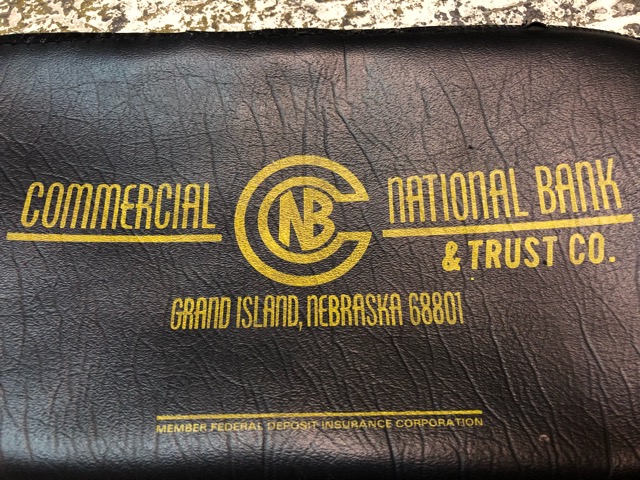 COMMERCIAL CNB NATIONAL BANK
& TRUST CO.
GRAND ISLAND, NEBRASKA 68801
MEMBER FEDERAL DEPOSIT INSURANCE CORPORATION